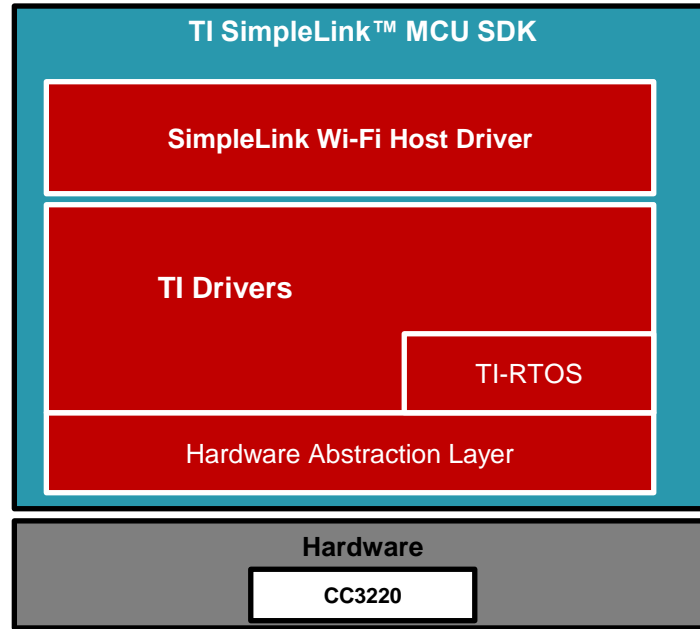 TI SimpleLink™ MCU SDK
SimpleLink Wi-Fi Host Driver
TI Drivers
TI-RTOS
Hardware Abstraction Layer
Hardware
CC3220